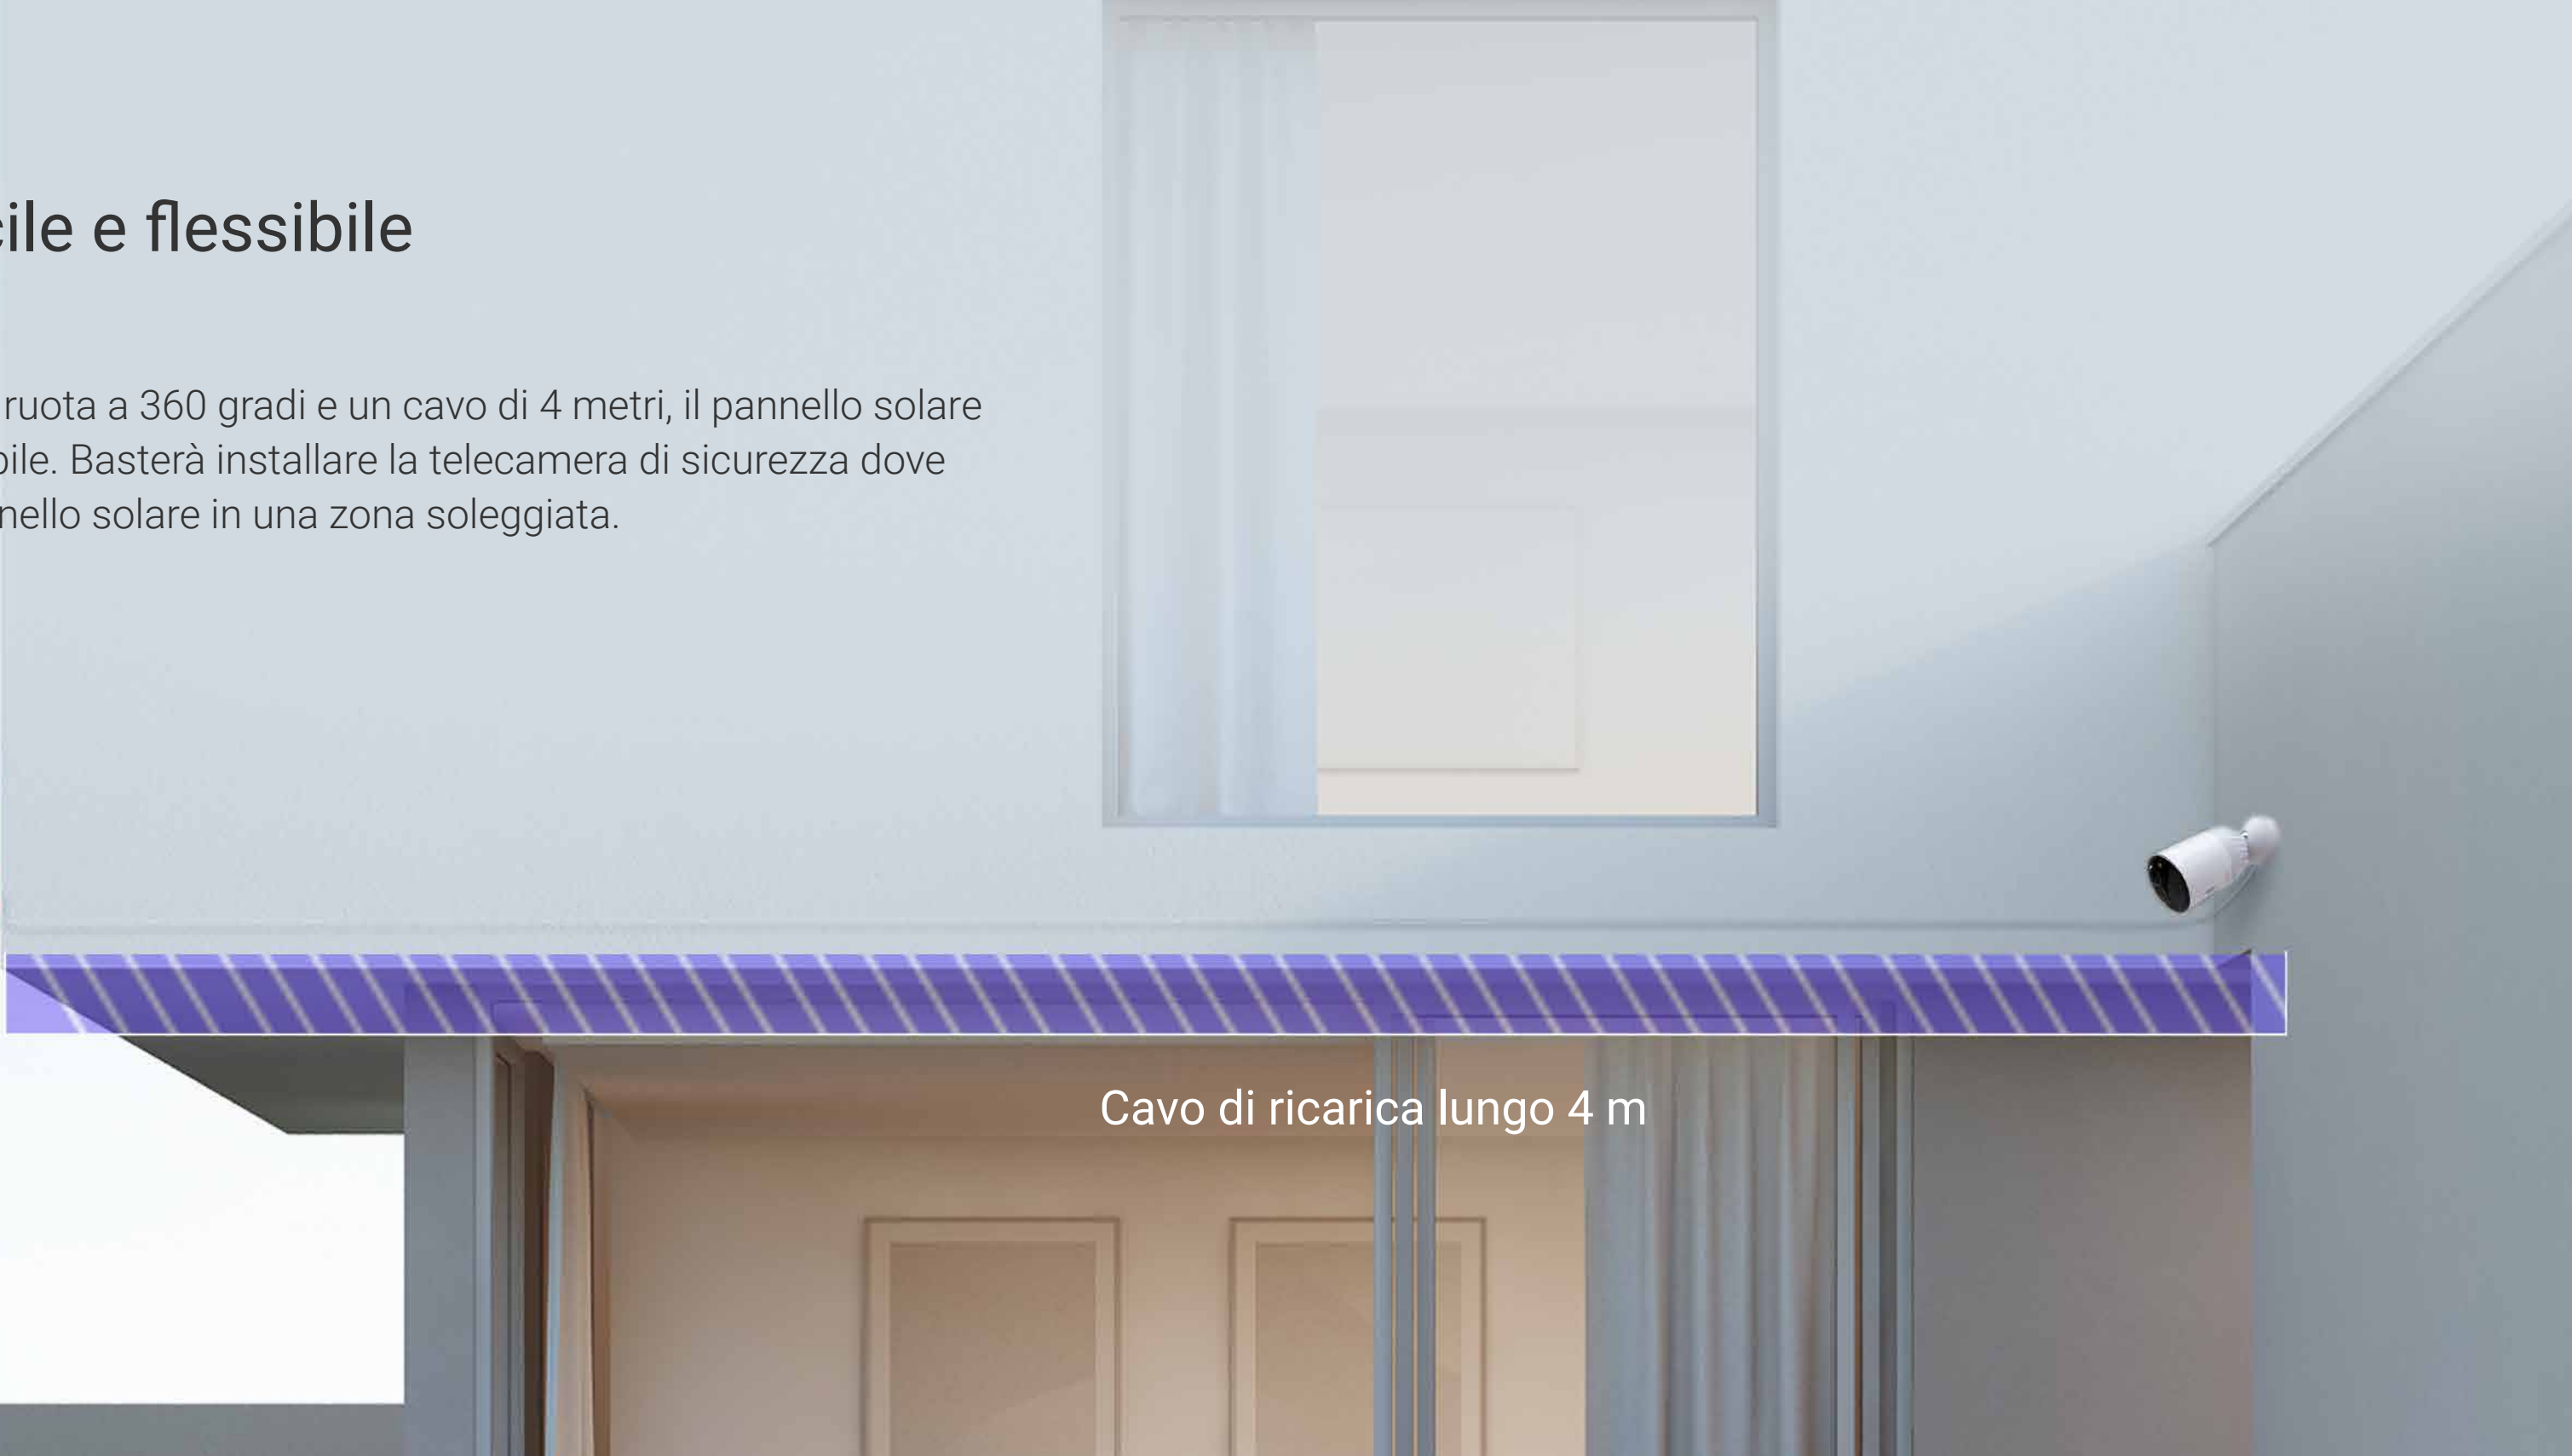 cile e flessibile
ruota a 360 gradi e un cavo di 4 metri, il pannello solare
bile. Basterà installare la telecamera di sicurezza dove
nello solare in una zona soleggiata.
Cavo di ricarica lungo 4 m